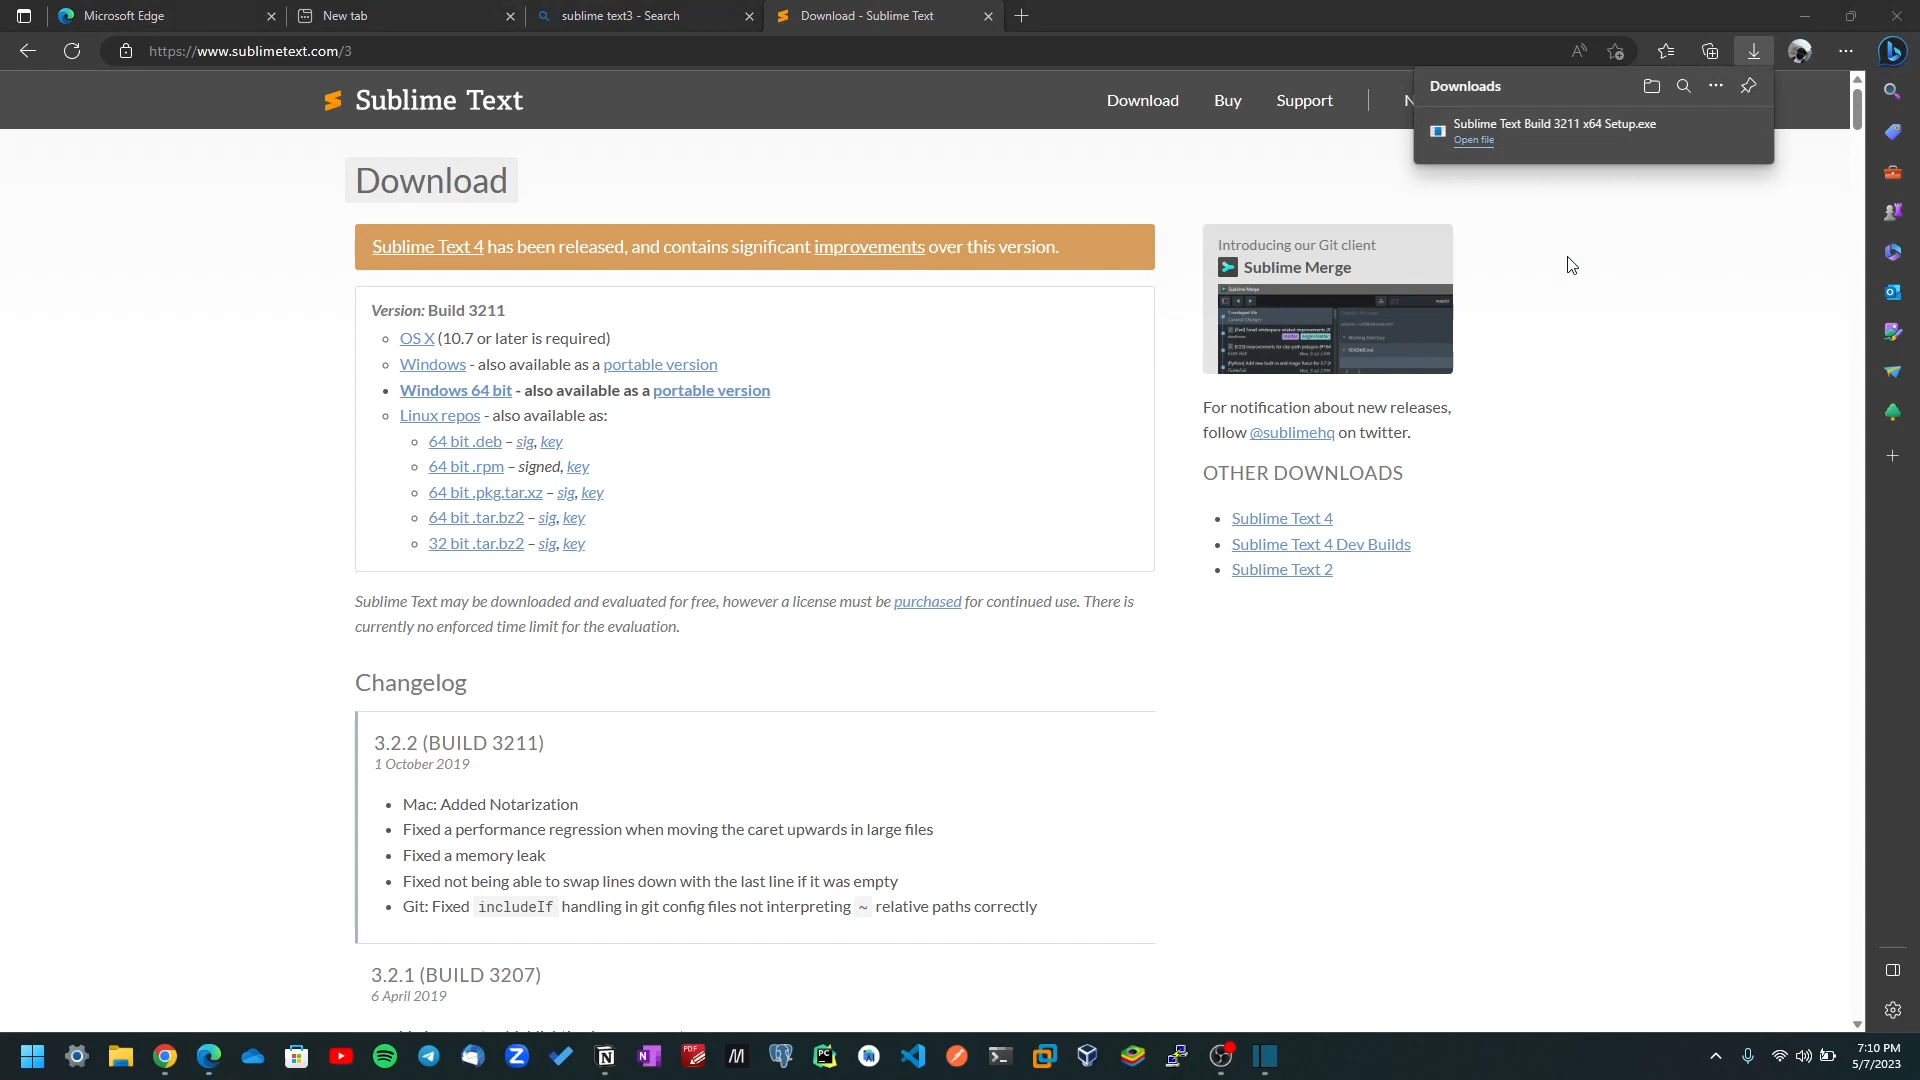 Microsoft Edge
New tab
sublime text3 - Search
Download - Sublime Text
https://www.sublimetext.com/3
Sublime Text
Download
Buy
Support
N
Downloads
Sublime Text Build 3211 x64 Setup.exe
Open file
Download
Sublime Text 4 has been released, and contains significant improvements over this version.
Version: Build 3211
OS X (10.7 or later is required)
Windows - also available as a portable version
Windows 64 bit - also available as a portable version
Linux repos - also available as:
64 bit .deb – sig, key
64 bit .rpm – signed, key
64 bit .pkg.tar.xz – sig, key
64 bit .tar.bz2 – sig, key
32 bit .tar.bz2 – sig, key
Sublime Text may be downloaded and evaluated for free, however a license must be purchased for continued use. There is
currently no enforced time limit for the evaluation.
Introducing our Git client
Sublime Merge
For notification about new releases,
follow @sublimehq on twitter.
OTHER DOWNLOADS
Sublime Text 4
Sublime Text 4 Dev Builds
Sublime Text 2
Changelog
3.2.2 (BUILD 3211)
1 October 2019
Mac: Added Notarization
Fixed a performance regression when moving the caret upwards in large files
Fixed a memory leak
Fixed not being able to swap lines down with the last line if it was empty
Git: Fixed includeIf handling in git config files not interpreting ~ relative paths correctly
3.2.1 (BUILD 3207)
6 April 2019
7:10 PM
5/7/2023